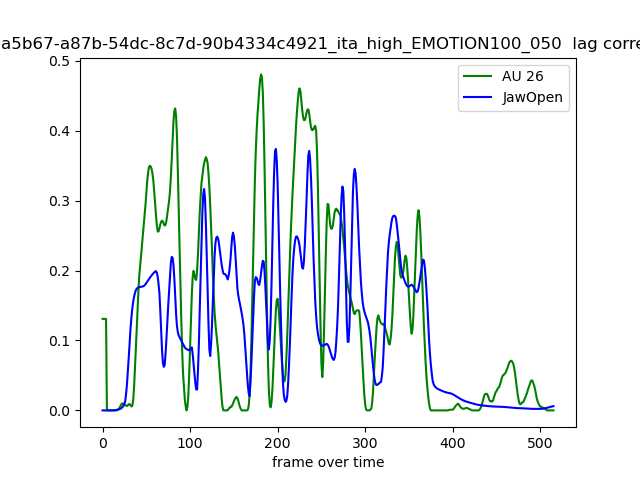 a5b67-a87b-54dc-8c7d-90b4334c4921_ita_high_EMOTION100_050 lag corre
0.5
AU 26
JawOpen
0.4
0.3
0.2
0.1
0.0
0 100 200 300 400 500
frame over time